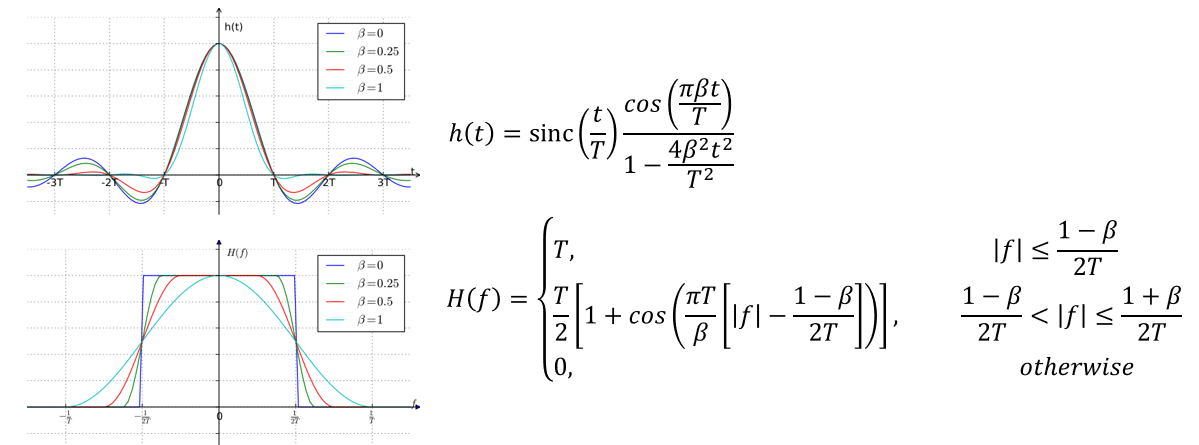 h(t)
β=0
β=0.25
β=0.5
β=1
t
-3T -2T -T 0 T 2T 3T
h(t) = sinc(t/T) cos(πβt/T) / (1 − 4β²t²/T²)
H(f)
β=0
β=0.25
β=0.5
β=1
f
−1/T −1/2T 0 1/2T 1/T
H(f) = {
T, |f| ≤ (1 − β)/2T
T/2 [1 + cos(πT/β [|f| − (1 − β)/2T])], (1 − β)/2T < |f| ≤ (1 + β)/2T
0, otherwise